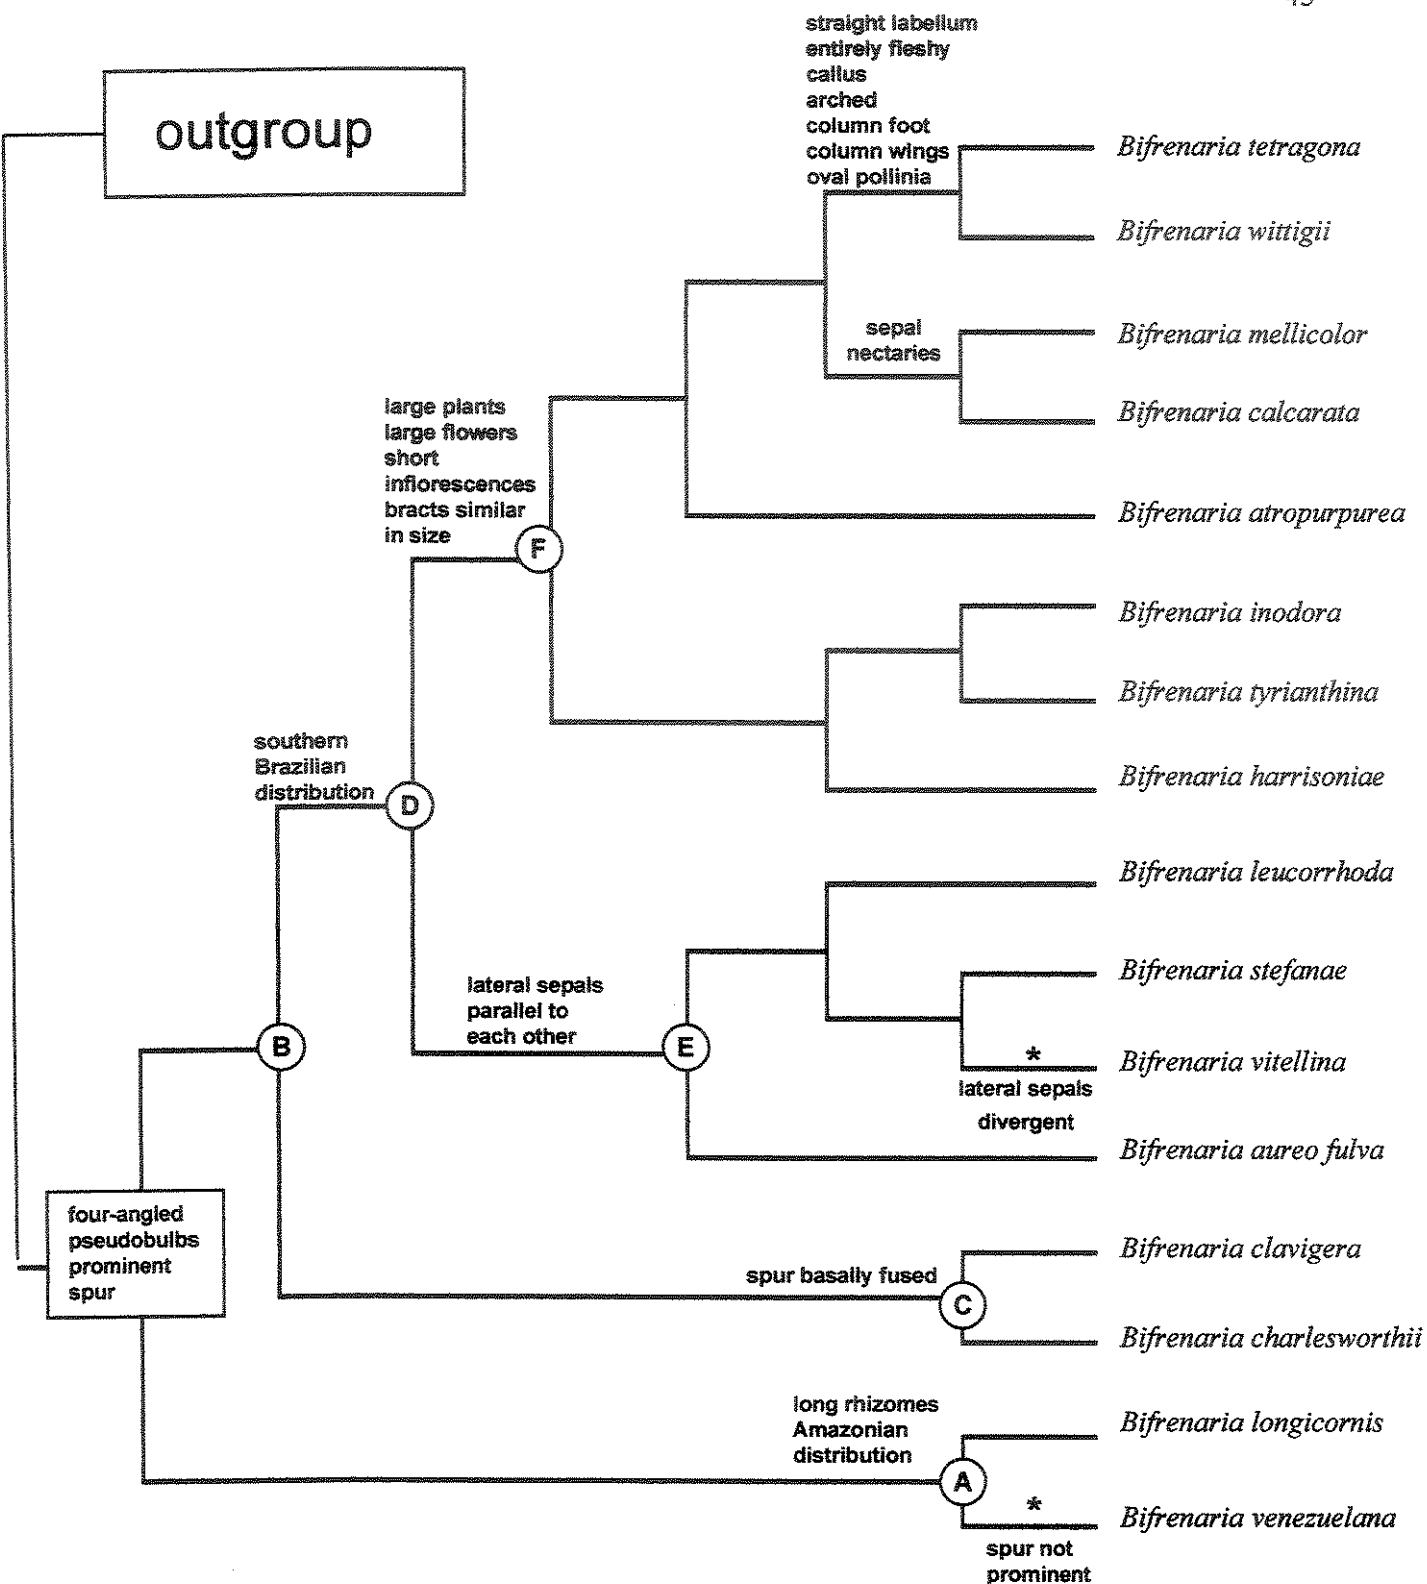 straight labellum
entirely fleshy
callus
arched
column foot
column wings
oval pollinia
outgroup
Bifrenaria tetragona
Bifrenaria wittigii
sepal
nectaries
Bifrenaria mellicolor
Bifrenaria calcarata
large plants
large flowers
short
inflorescences
bracts similar
in size
F
Bifrenaria atropurpurea
Bifrenaria inodora
Bifrenaria tyrianthina
Bifrenaria harrisoniae
southern
Brazilian
distribution
D
Bifrenaria leucorrhoda
lateral sepals
parallel to
each other
Bifrenaria stefanae
B
E
*
Bifrenaria vitellina
lateral sepals
divergent
Bifrenaria aureo fulva
four-angled
pseudobulbs
prominent
spur
Bifrenaria clavigera
spur basally fused
C
Bifrenaria charlesworthii
long rhizomes
Amazonian
distribution
Bifrenaria longicornis
A
*
Bifrenaria venezuelana
spur not
prominent